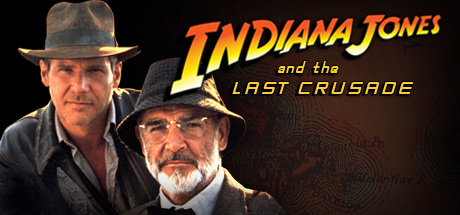 INDIANA JONES
and the
LAST CRUSADE